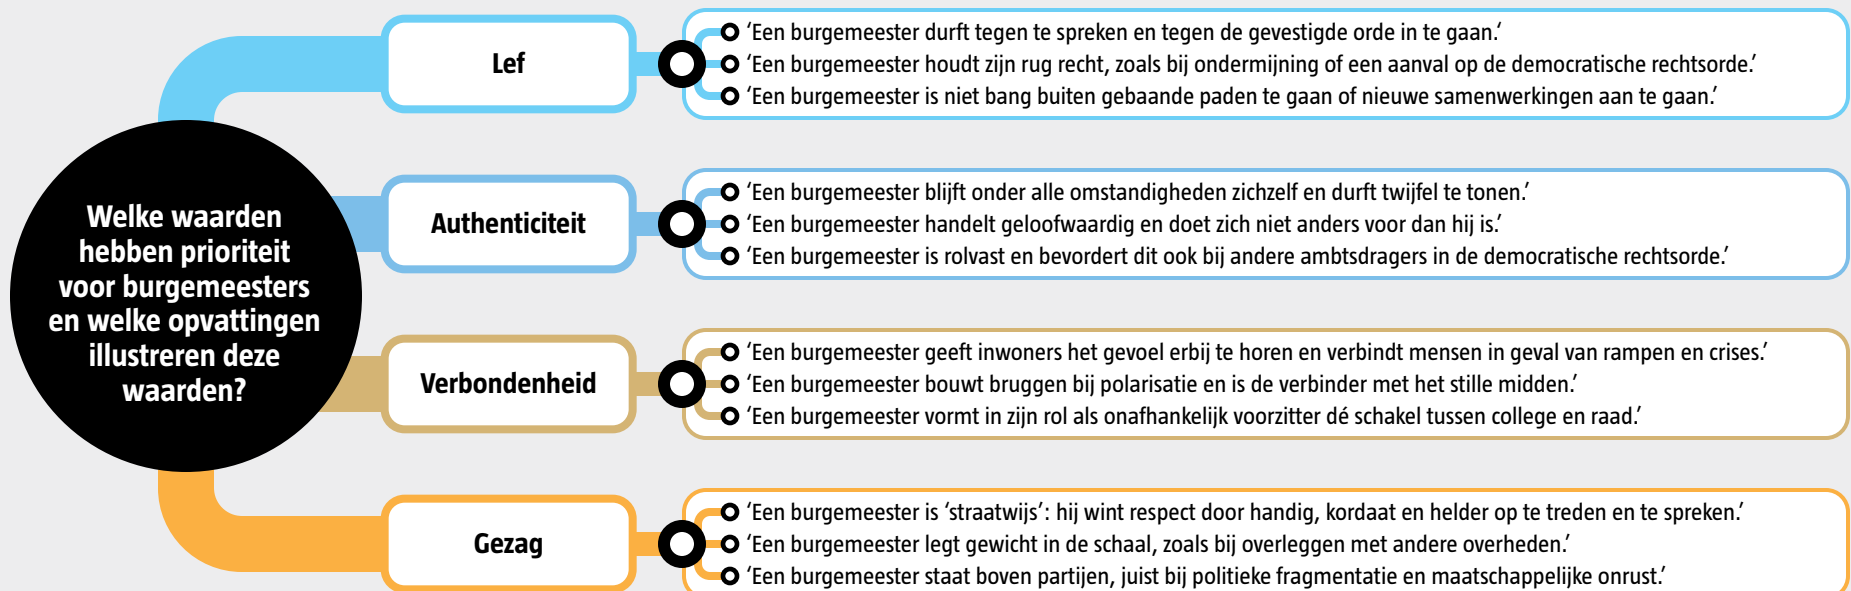 Welke waarden
hebben prioriteit
voor burgemeesters
en welke opvattingen
illustreren deze
waarden?
Lef
‘Een burgemeester durft tegen te spreken en tegen de gevestigde orde in te gaan.‘
‘Een burgemeester houdt zijn rug recht, zoals bij ondermijning of een aanval op de democratische rechtsorde.’
‘Een burgemeester is niet bang buiten gebaande paden te gaan of nieuwe samenwerkingen aan te gaan.’
Authenticiteit
‘Een burgemeester blijft onder alle omstandigheden zichzelf en durft twijfel te tonen.’
‘Een burgemeester handelt geloofwaardig en doet zich niet anders voor dan hij is.’
‘Een burgemeester is rolvast en bevordert dit ook bij andere ambtsdragers in de democratische rechtsorde.’
Verbondenheid
‘Een burgemeester geeft inwoners het gevoel erbij te horen en verbindt mensen in geval van rampen en crises.’
‘Een burgemeester bouwt bruggen bij polarisatie en is de verbinder met het stille midden.’
‘Een burgemeester vormt in zijn rol als onafhankelijk voorzitter dé schakel tussen college en raad.’
Gezag
‘Een burgemeester is ‘straatwijs’: hij wint respect door handig, kordaat en helder op te treden en te spreken.’
‘Een burgemeester legt gewicht in de schaal, zoals bij overleggen met andere overheden.’
‘Een burgemeester staat boven partijen, juist bij politieke fragmentatie en maatschappelijke onrust.’